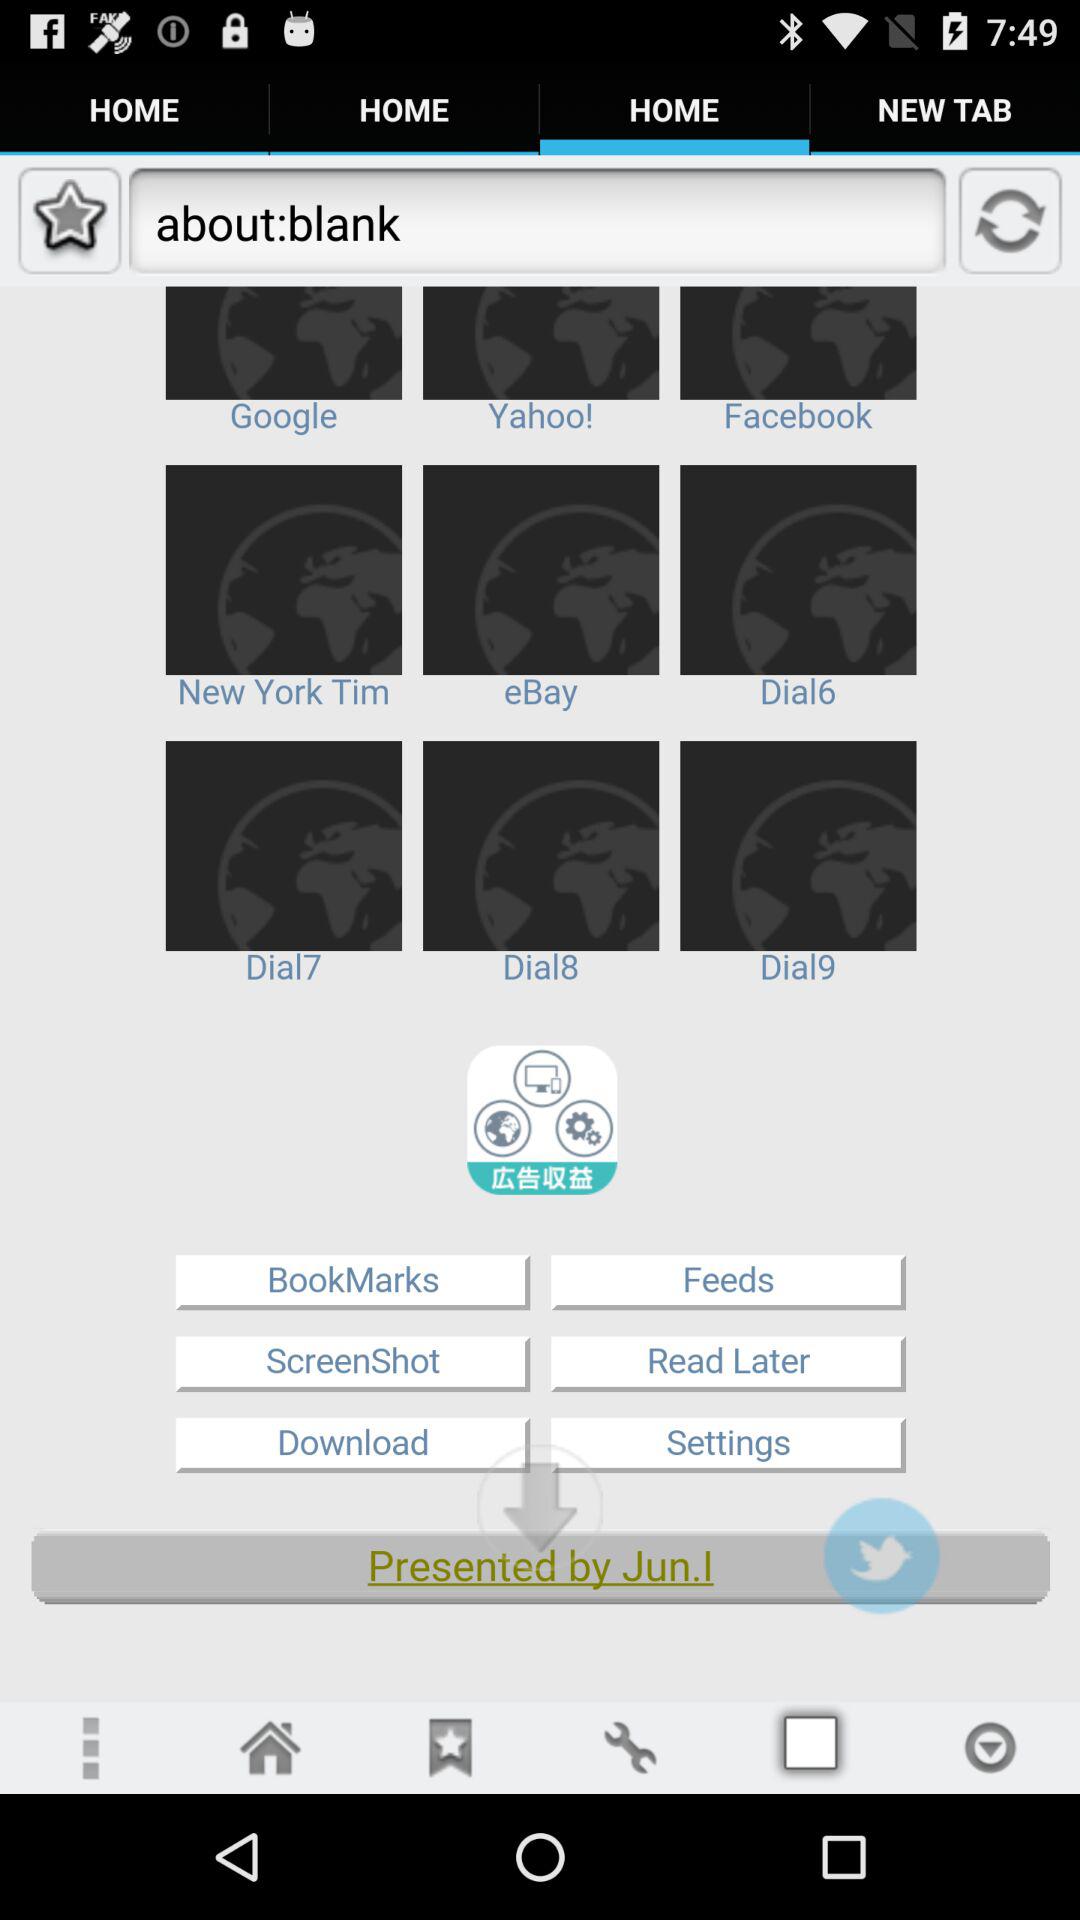 FAKE
7:49
HOME HOME HOME NEW TAB
about:blank
Google Yahoo! Facebook
New York Tim eBay Dial6
Dial7 Dial8 Dial9
広告収益
BookMarks Feeds
ScreenShot Read Later
Download Settings
Presented by Jun.I